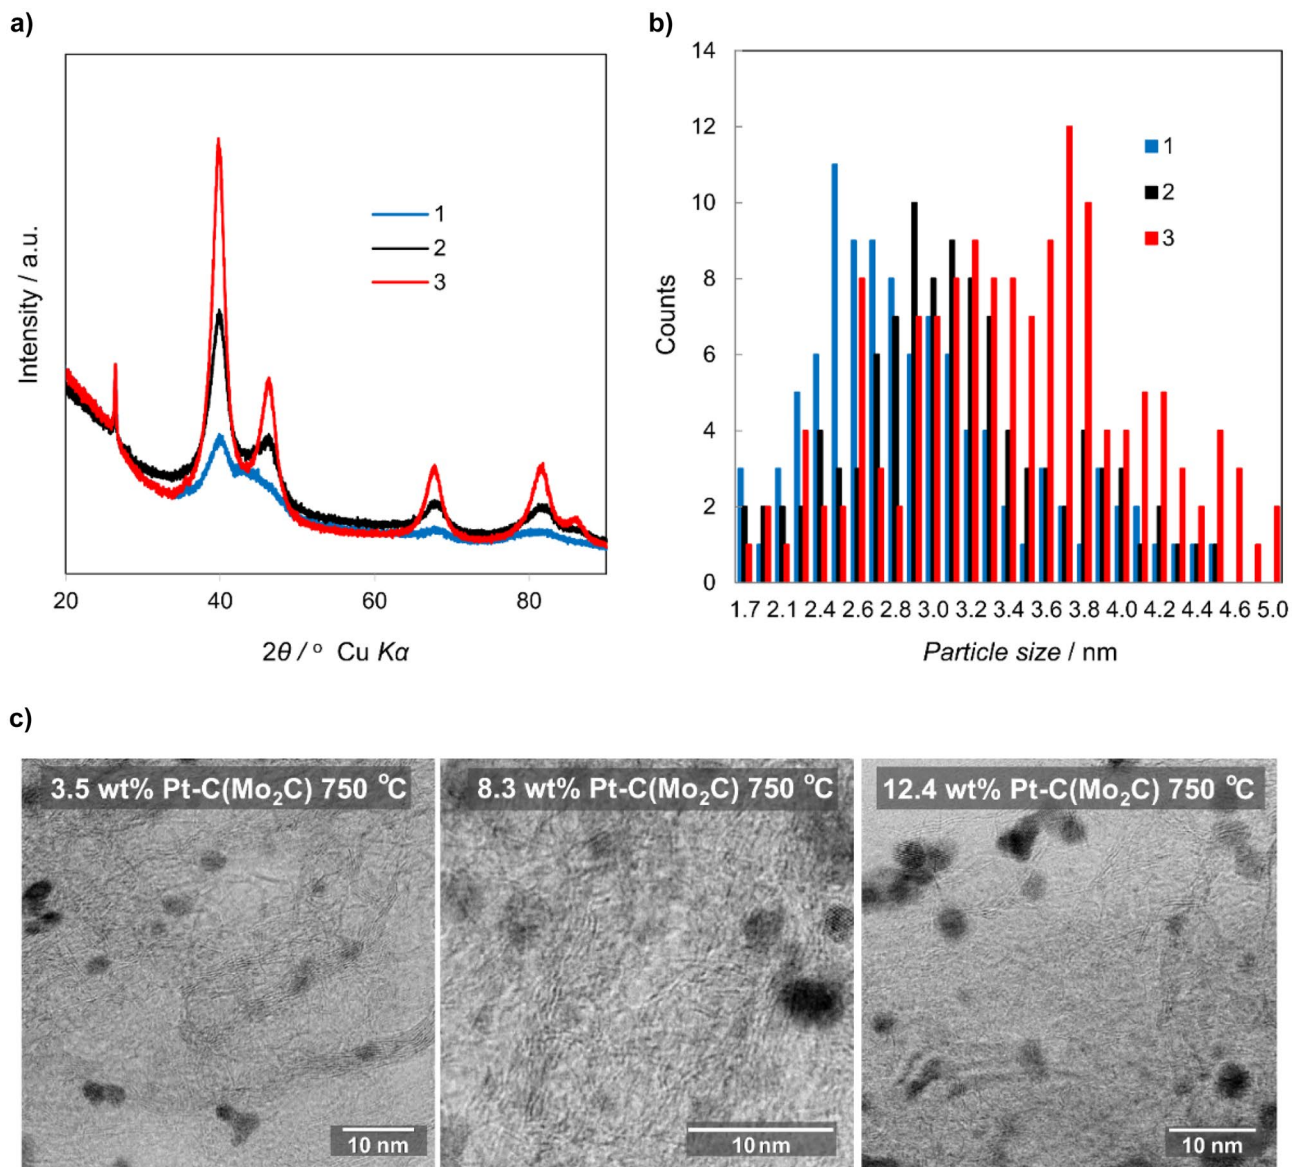 a)
Intensity / a.u.
1
2
3
20 40 60 80
2θ / ° Cu Kα
b)
Counts
14
12
10
8
6
4
2
0
1
2
3
1.7 2.1 2.4 2.6 2.8 3.0 3.2 3.4 3.6 3.8 4.0 4.2 4.4 4.6 5.0
Particle size / nm
c)
3.5 wt% Pt-C(Mo₂C) 750 °C
10 nm
8.3 wt% Pt-C(Mo₂C) 750 °C
10 nm
12.4 wt% Pt-C(Mo₂C) 750 °C
10 nm